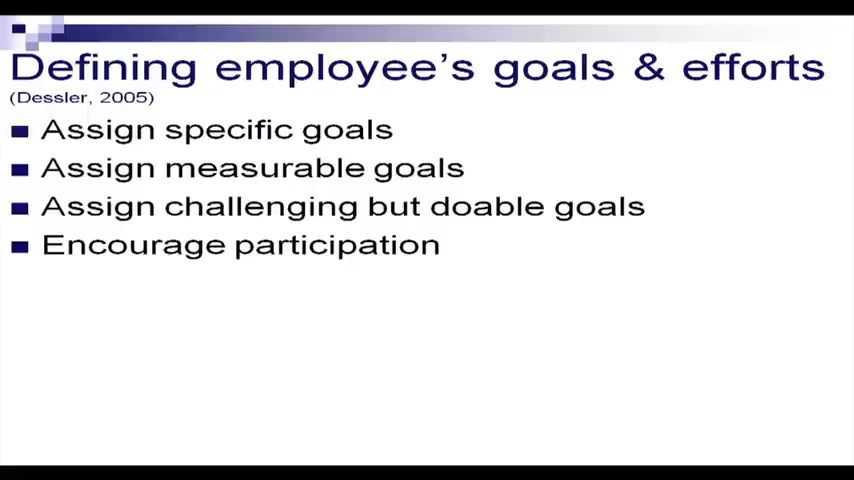 Defining employee’s goals & efforts
(Dessler, 2005)
Assign specific goals
Assign measurable goals
Assign challenging but doable goals
Encourage participation